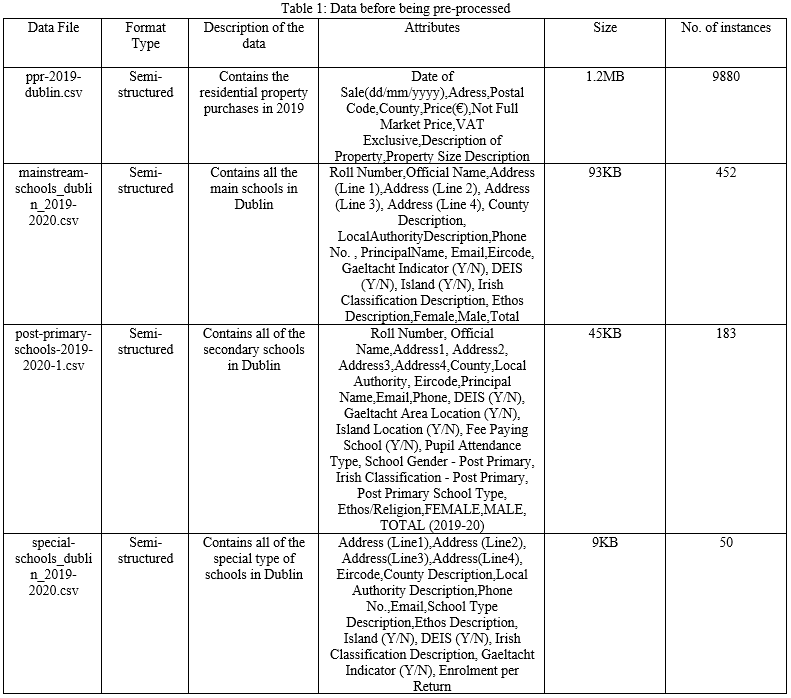 Table 1: Data before being pre-processed
Data File
Format
Type
Description of the
data
Attributes
Size
No. of instances
ppr-2019-
dublin.csv
Semi-
structured
Contains the
residential property
purchases in 2019
Date of
Sale(dd/mm/yyyy),Adress,Postal
Code,County,Price(€),Not Full
Market Price,VAT
Exclusive,Description of
Property,Property Size Description
1.2MB
9880
mainstream-
schools_dubli
n_2019-
2020.csv
Semi-
structured
Contains all the
main schools in
Dublin
Roll Number,Official Name,Address
(Line 1),Address (Line 2), Address
(Line 3), Address (Line 4), County
Description,
LocalAuthorityDescription,Phone
No. , PrincipalName, Email,Eircode,
Gaeltacht Indicator (Y/N), DEIS
(Y/N), Island (Y/N), Irish
Classification Description, Ethos
Description,Female,Male,Total
93KB
452
post-primary-
schools-2019-
2020-1.csv
Semi-
structured
Contains all of the
secondary schools
in Dublin
Roll Number, Official
Name,Address1, Address2,
Address3,Address4,County,Local
Authority, Eircode,Principal
Name,Email,Phone, DEIS (Y/N),
Gaeltacht Area Location (Y/N),
Island Location (Y/N), Fee Paying
School (Y/N), Pupil Attendance
Type, School Gender - Post Primary,
Irish Classification - Post Primary,
Post Primary School Type,
Ethos/Religion,FEMALE,MALE,
TOTAL (2019-20)
45KB
183
special-
schools_dubli
n_2019-
2020.csv
Semi-
structured
Contains all of the
special type of
schools in Dublin
Address (Line1),Address (Line2),
Address(Line3),Address(Line4),
Eircode,County Description,Local
Authority Description,Phone
No.,Email,School Type
Description,Ethos Description,
Island (Y/N), DEIS (Y/N), Irish
Classification Description, Gaeltacht
Indicator (Y/N), Enrolment per
Return
9KB
50